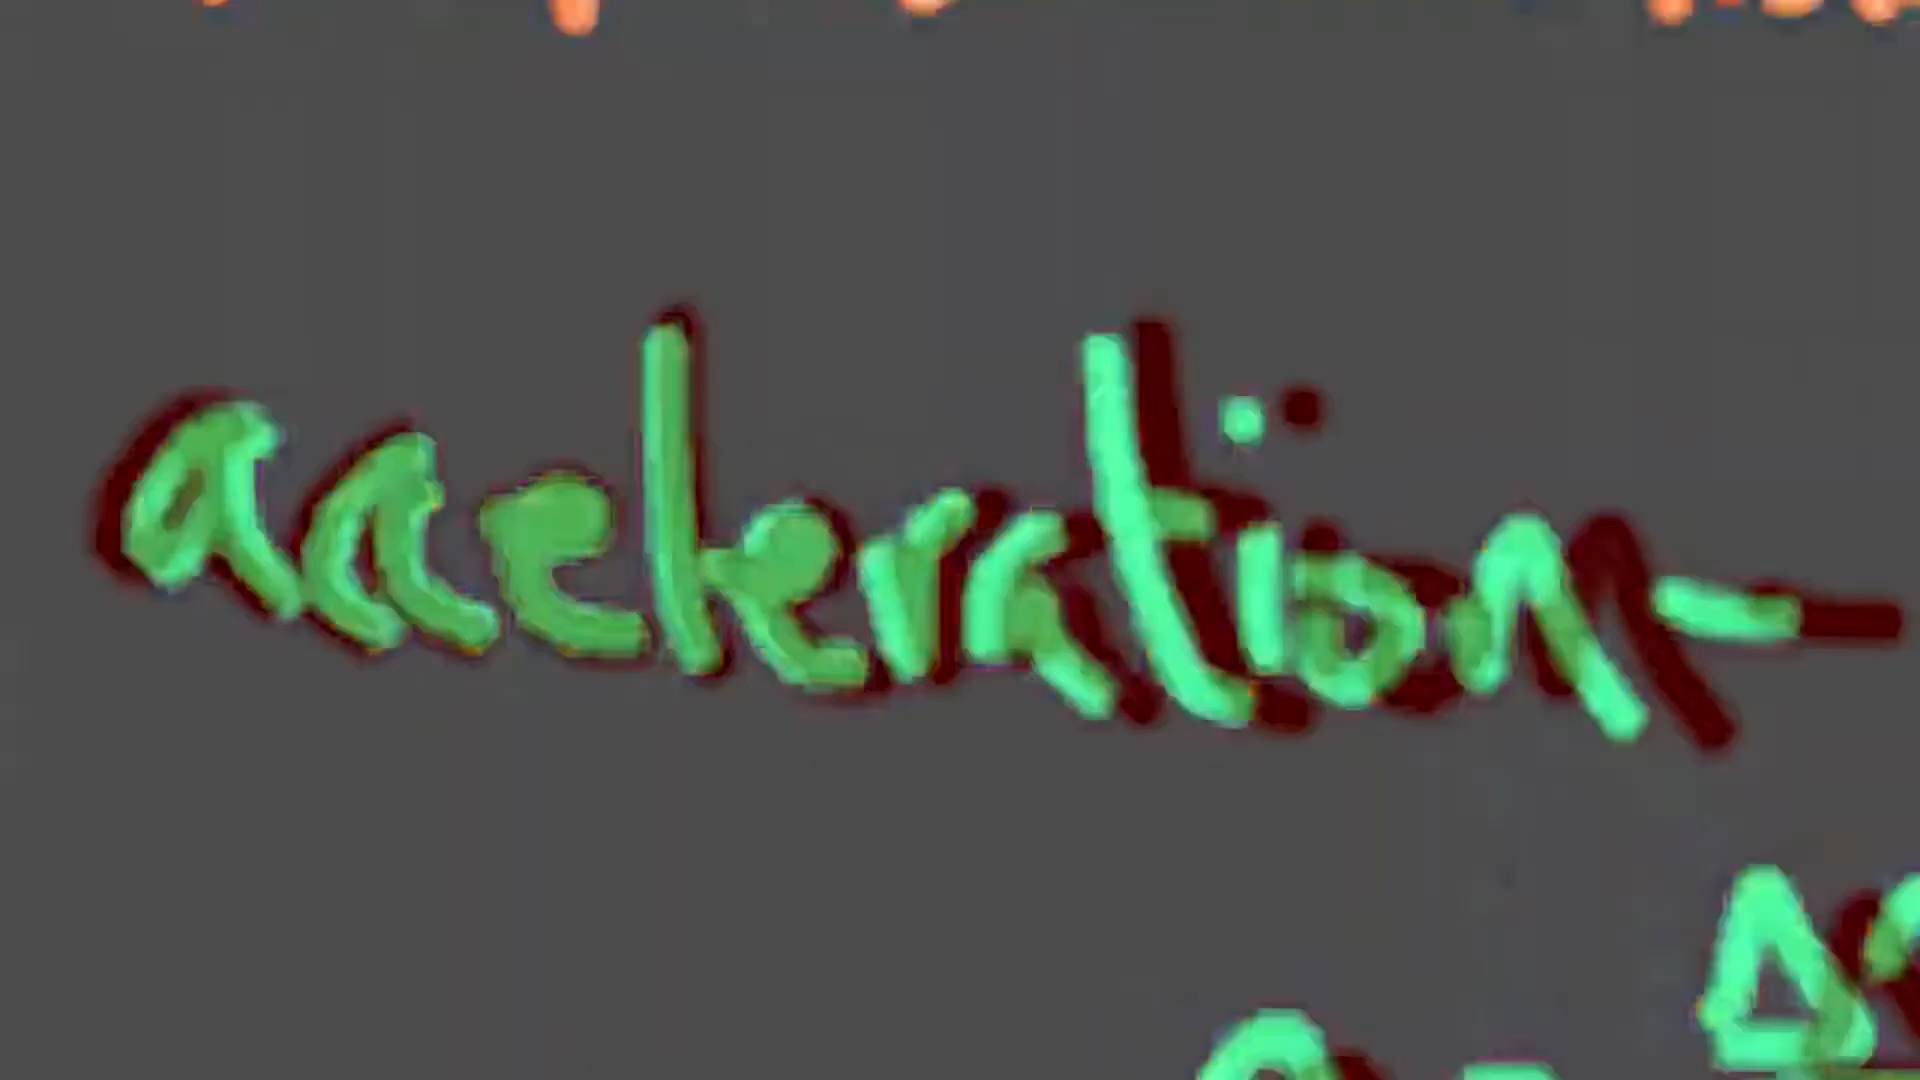 acceleration-
Δ